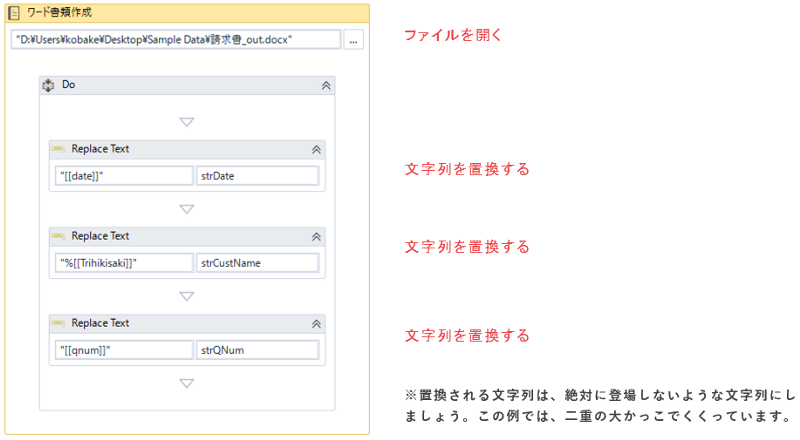 ワード書類作成
"D:¥Users¥kobake¥Desktop¥Sample Data¥請求書_out.docx" ...
ファイルを開く
Do
Replace Text
"[[date]]" strDate
文字列を置換する
Replace Text
"%[[Trihikisaki]]" strCustName
文字列を置換する
Replace Text
"[[qnum]]" strQNum
文字列を置換する
※置換される文字列は、絶対に登場しないような文字列にし
ましょう。この例では、二重の大かっこでくくっています。